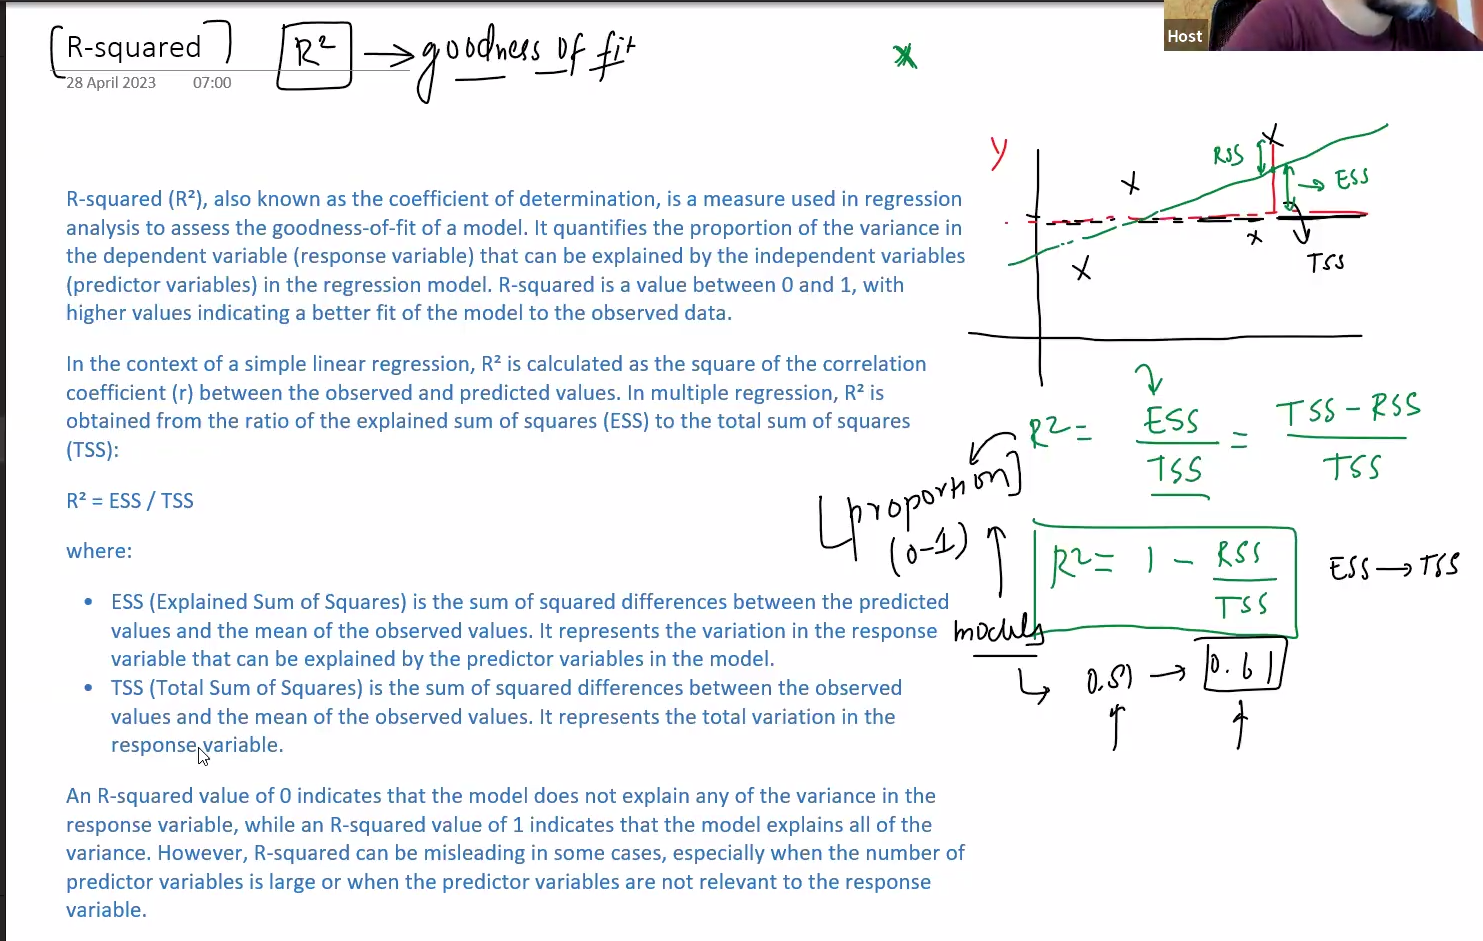 [R-squared] R² → goodness of fit
28 April 2023 07:00
Host
R-squared (R²), also known as the coefficient of determination, is a measure used in regression
analysis to assess the goodness-of-fit of a model. It quantifies the proportion of the variance in
the dependent variable (response variable) that can be explained by the independent variables
(predictor variables) in the regression model. R-squared is a value between 0 and 1, with
higher values indicating a better fit of the model to the observed data.
In the context of a simple linear regression, R² is calculated as the square of the correlation
coefficient (r) between the observed and predicted values. In multiple regression, R² is
obtained from the ratio of the explained sum of squares (ESS) to the total sum of squares
(TSS):
R² = ESS / TSS
where:
• ESS (Explained Sum of Squares) is the sum of squared differences between the predicted
values and the mean of the observed values. It represents the variation in the response
variable that can be explained by the predictor variables in the model.
• TSS (Total Sum of Squares) is the sum of squared differences between the observed
values and the mean of the observed values. It represents the total variation in the
response variable.
An R-squared value of 0 indicates that the model does not explain any of the variance in the
response variable, while an R-squared value of 1 indicates that the model explains all of the
variance. However, R-squared can be misleading in some cases, especially when the number of
predictor variables is large or when the predictor variables are not relevant to the response
variable.
y
RSS
→ ESS
TSS
R² = ESS / TSS = TSS - RSS / TSS
[proportion]
(0-1)
R² = 1 - RSS / TSS
ESS → TSS
models
→ 0.61